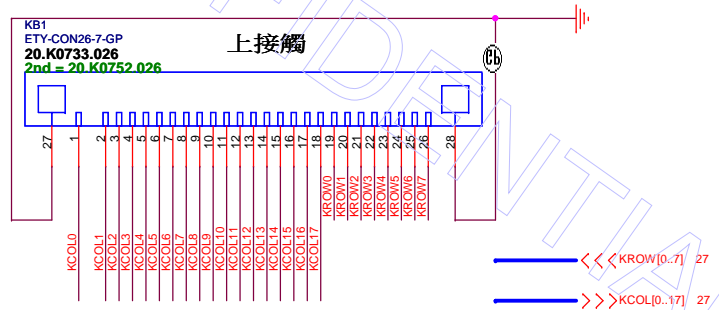 KB1
ETY-CON26-7-GP
20.K0733.026
2nd = 20.K0752.026
上接觸
27
1
2
3
4
5
6
7
8
9
10
11
12
13
14
15
16
17
18
19
20
21
22
23
24
25
26
28
KCOL0
KCOL1
KCOL2
KCOL3
KCOL4
KCOL5
KCOL6
KCOL7
KCOL8
KCOL9
KCOL10
KCOL11
KCOL12
KCOL13
KCOL14
KCOL15
KCOL16
KCOL17
KROW0
KROW1
KROW2
KROW3
KROW4
KROW5
KROW6
KROW7
KROW[0..7] 27
KCOL[0..17] 27